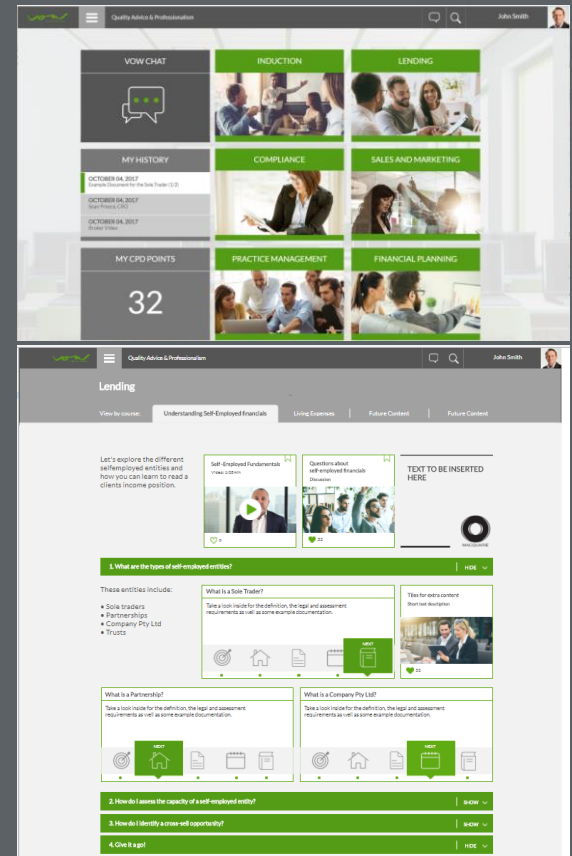 vow
Quality Advice & Professionalism
John Smith
VOW CHAT
INDUCTION
LENDING
MY HISTORY
COMPLIANCE
SALES AND MARKETING
OCTOBER 04, 2017
Example Document for the Sole Trader (1/2)
OCTOBER 04, 2017
OCTOBER 04, 2017
Broker Video
MY CPD POINTS
PRACTICE MANAGEMENT
FINANCIAL PLANNING
32
vow
Quality Advice & Professionalism
John Smith
Lending
View by course:
Understanding Self-Employed financials
Living Expenses
Future Content
Future Content
Let's explore the different
selfemployed entities and
how you can learn to read a
clients income position.
Self-Employed Fundamentals
Questions about
self-employed financials
Discussion
TEXT TO BE INSERTED
HERE
22
MACQUARIE
1. What are the types of self-employed entities?
HIDE
These entities include:
• Sole traders
• Partnerships
• Company Pty Ltd
• Trusts
What is a Sole Trader?
Take a look inside for the definition, the legal and assessment
requirements as well as some example documentation.
NEXT
Tiles for extra content
Short text description
22
What is a Partnership?
Take a look inside for the definition, the legal and assessment
requirements as well as some example documentation.
NEXT
What is a Company Pty Ltd?
Take a look inside for the definition, the legal and assessment
requirements as well as some example documentation.
NEXT
2. How do I assess the capacity of a self-employed entity?
SHOW
3. How do I identify a cross-sell opportunity?
SHOW
4. Give it a go!
HIDE